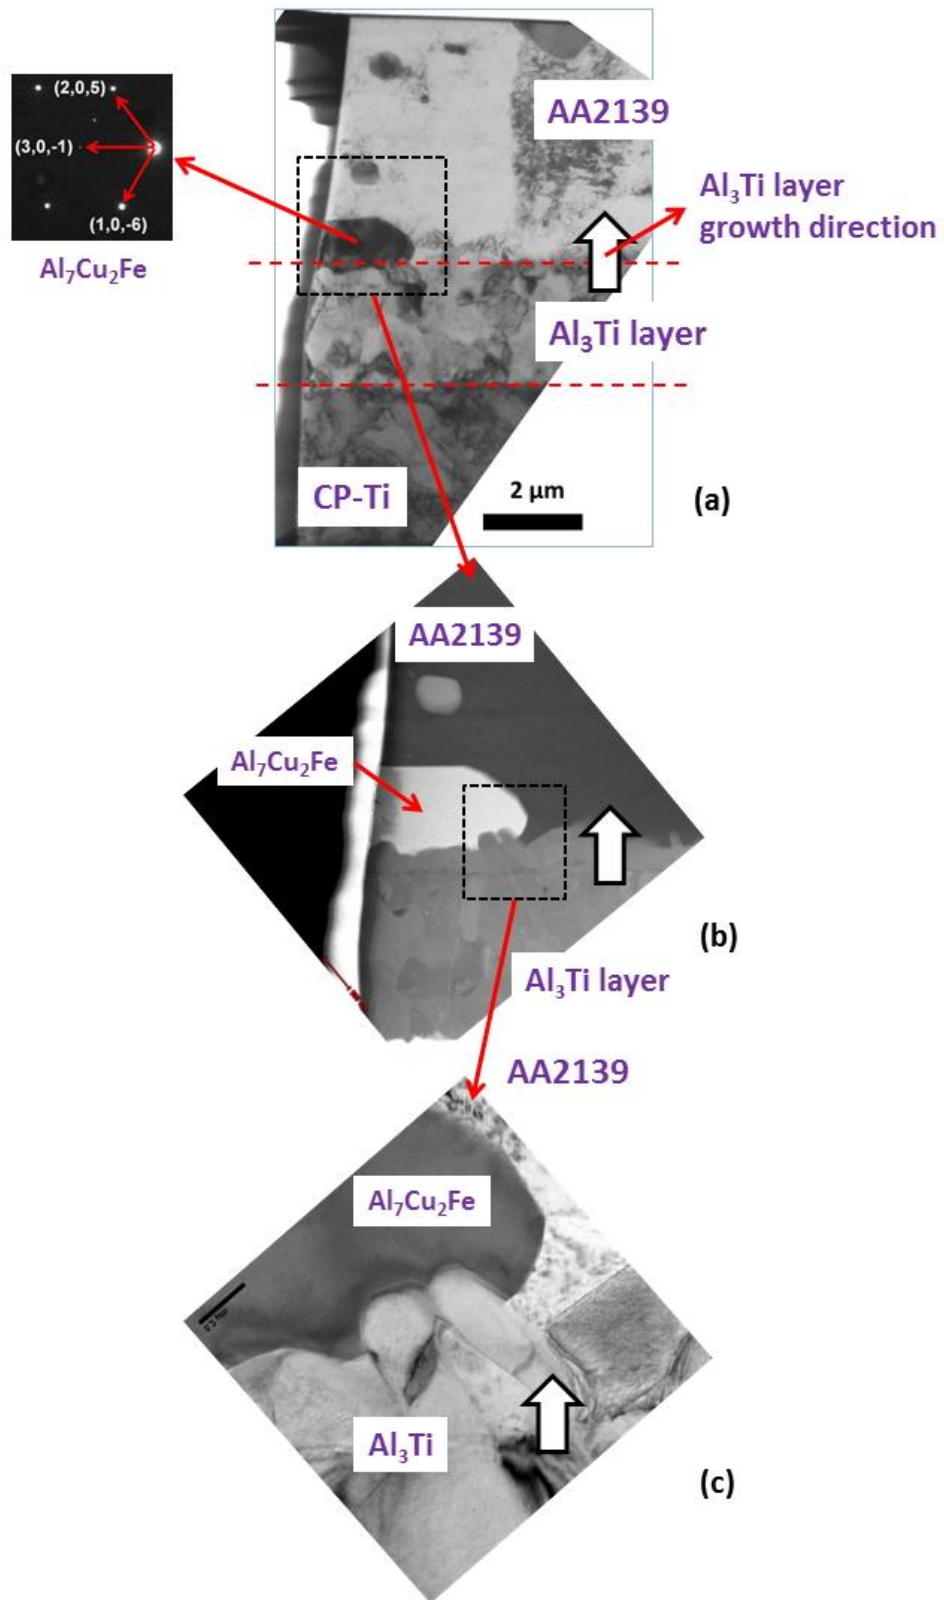 (2,0,5)
(3,0,-1)
(1,0,-6)
Al₇Cu₂Fe
AA2139
Al₃Ti layer
growth direction
Al₃Ti layer
CP-Ti
2 μm
(a)
AA2139
Al₇Cu₂Fe
(b)
Al₃Ti layer
AA2139
Al₇Cu₂Fe
Al₃Ti
(c)